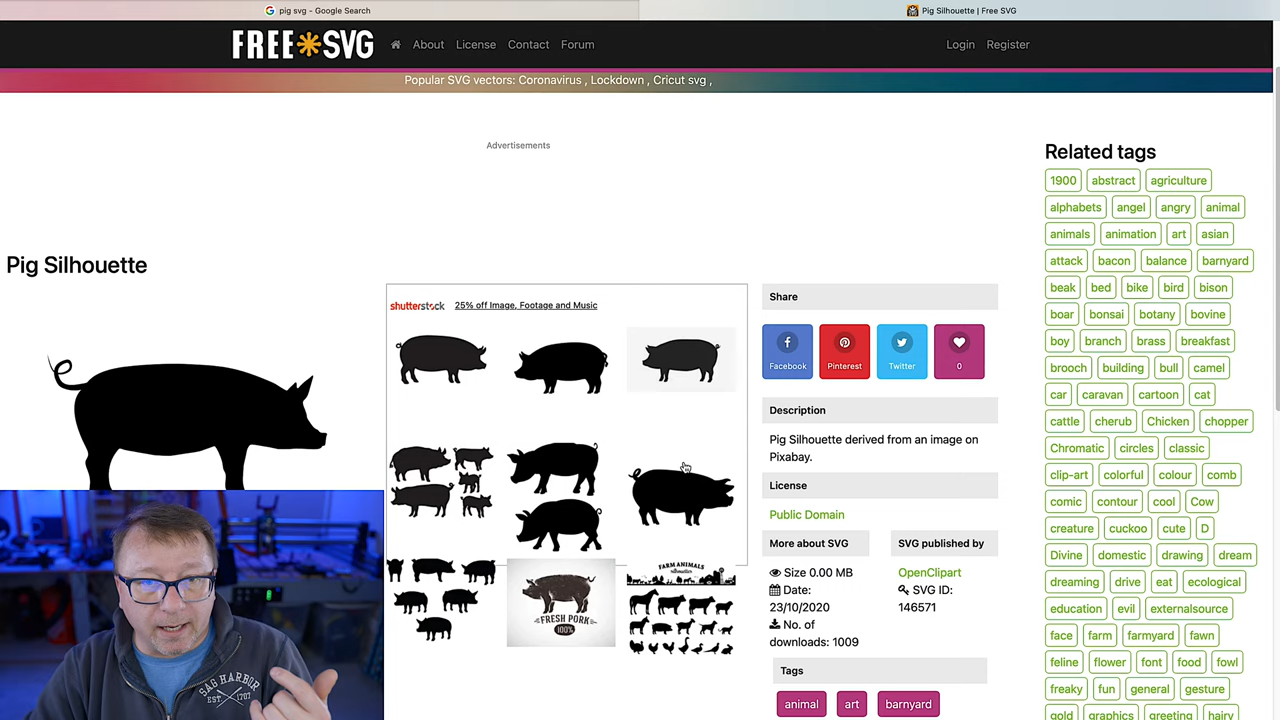 pig svg - Google Search
Pig Silhouette | Free SVG
FREE SVG
About
License
Contact
Forum
Login
Register
Popular SVG vectors: Coronavirus , Lockdown , Cricut svg ,
Advertisements
Pig Silhouette
shutterstock
25% off Image, Footage and Music
FRESH PORK
100%
FARM ANIMALS
silhouettes
SAG HARBOR
EST 1707
Share
Facebook
Pinterest
Twitter
0
Description
Pig Silhouette derived from an image on
Pixabay.
License
Public Domain
More about SVG
Size 0.00 MB
Date:
23/10/2020
No. of
downloads: 1009
SVG published by
OpenClipart
SVG ID:
146571
Tags
animal art barnyard
Related tags
1900 abstract agriculture
alphabets angel angry animal
animals animation art asian
attack bacon balance barnyard
beak bed bike bird bison
boar bonsai botany bovine
boy branch brass breakfast
brooch building bull camel
car caravan cartoon cat
cattle cherub Chicken chopper
Chromatic circles classic
clip-art colorful colour comb
comic contour cool Cow
creature cuckoo cute D
Divine domestic drawing dream
dreaming drive eat ecological
education evil externalsource
face farm farmyard fawn
feline flower font food fowl
freaky fun general gesture
gold graphics greeting hairy